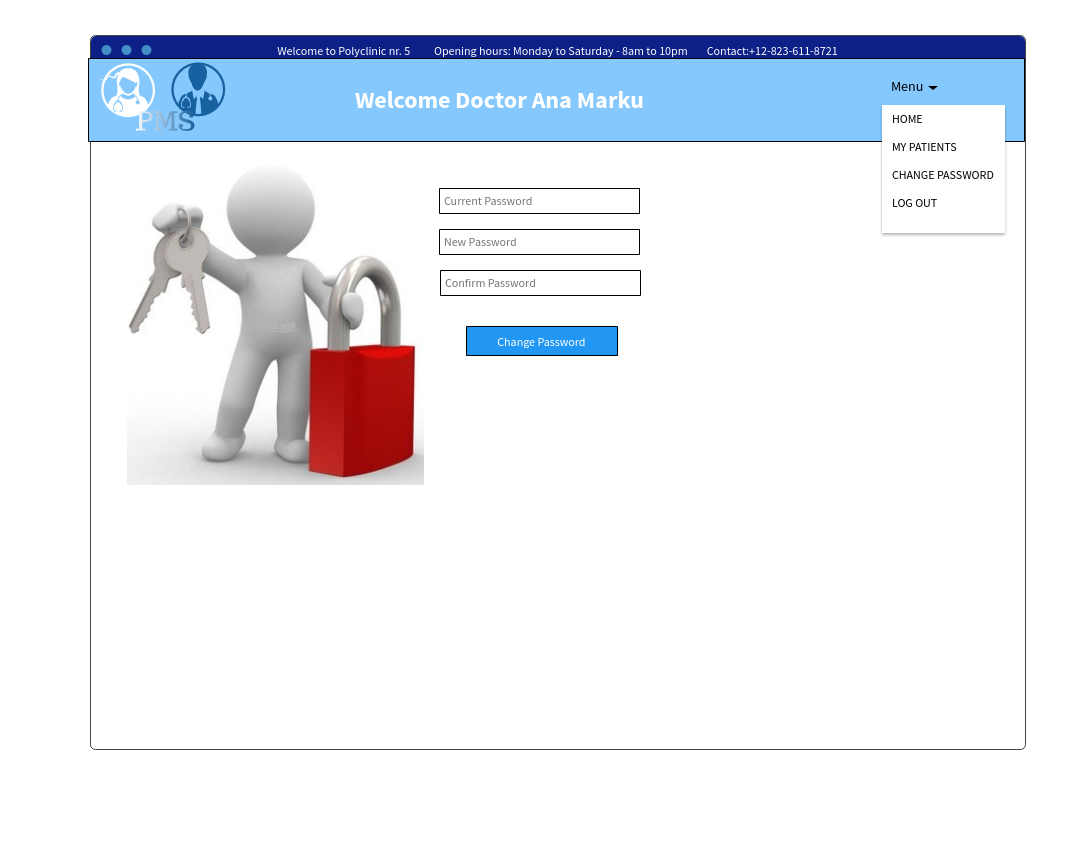 Welcome to Polyclinic nr. 5 Opening hours: Monday to Saturday - 8am to 10pm Contact:+12-823-611-8721
PMS
Welcome Doctor Ana Marku
Menu
HOME
MY PATIENTS
CHANGE PASSWORD
LOG OUT
Current Password
New Password
Confirm Password
Change Password